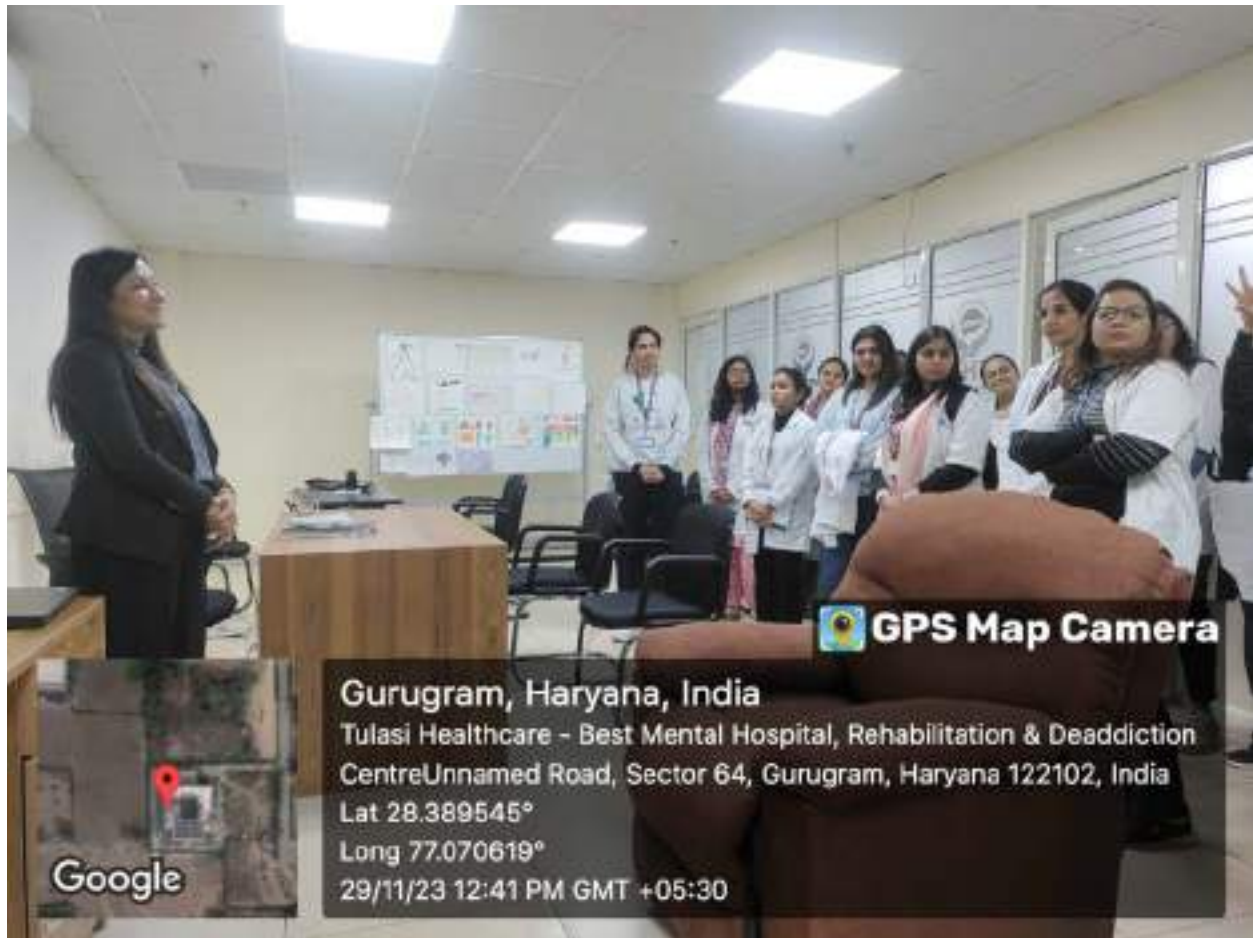 GPS Map Camera
Gurugram, Haryana, India
Tulasi Healthcare - Best Mental Hospital, Rehabilitation & Deaddiction
CentreUnnamed Road, Sector 64, Gurugram, Haryana 122102, India
Lat 28.389545°
Long 77.070619°
29/11/23 12:41 PM GMT +05:30
Google